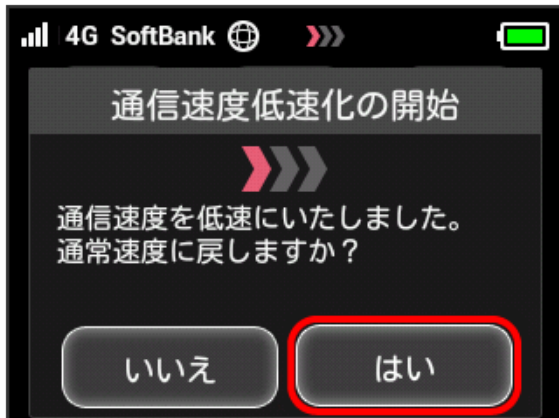 4G SoftBank
通信速度低速化の開始
通信速度を低速にいたしました。
通常速度に戻しますか？
いいえ はい